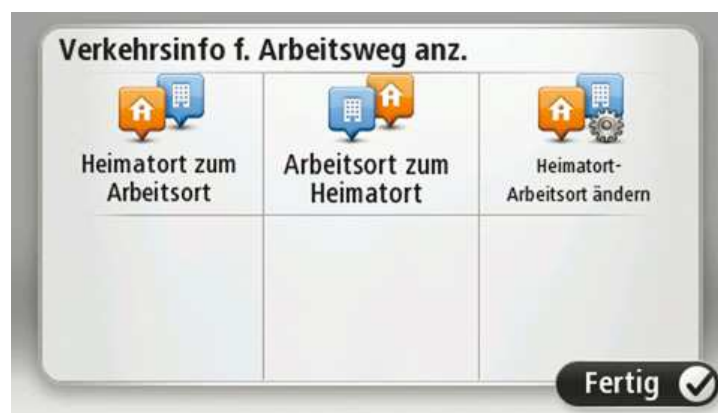 Verkehrsinfo f. Arbeitsweg anz.
Heimatort zum
Arbeitsort
Arbeitsort zum
Heimatort
Heimatort-
Arbeitsort ändern
Fertig